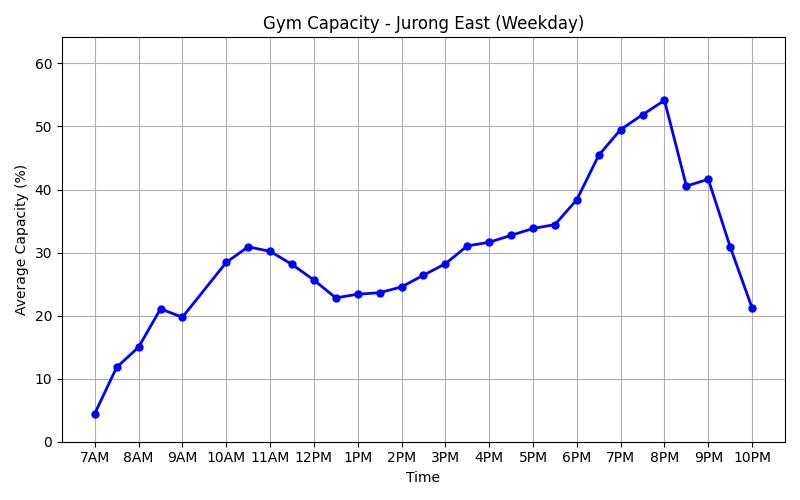 Gym Capacity - Jurong East (Weekday)
Average Capacity (%)
60
50
40
30
20
10
0
7AM 8AM 9AM 10AM 11AM 12PM 1PM 2PM 3PM 4PM 5PM 6PM 7PM 8PM 9PM 10PM
Time